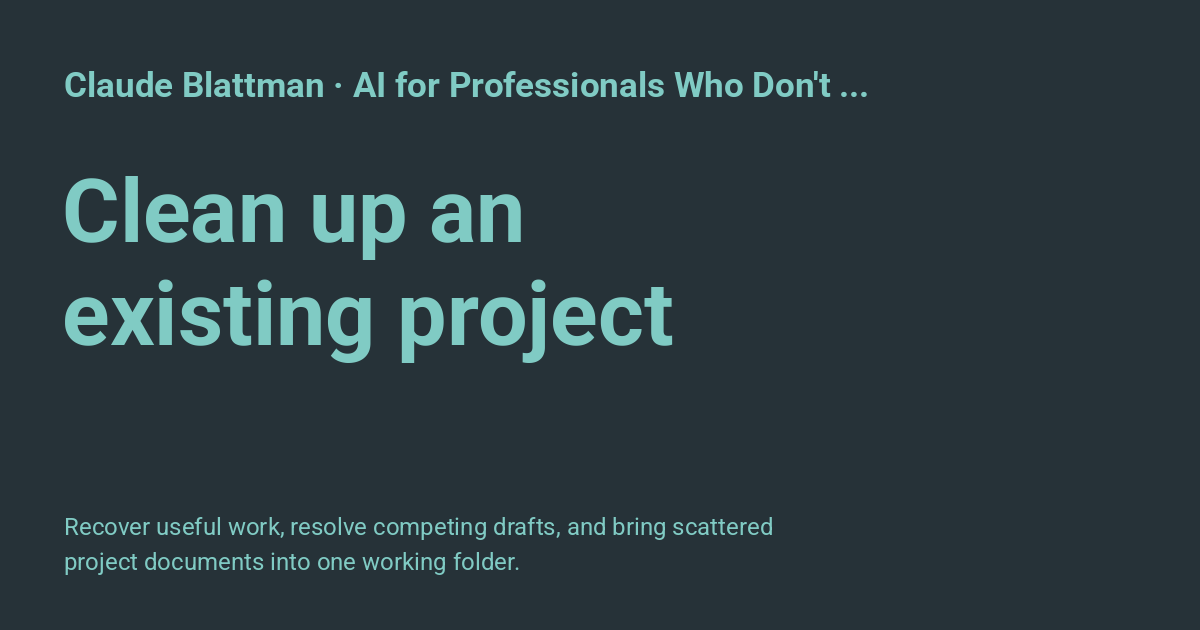 Claude Blattman · AI for Professionals Who Don't ...
Clean up an
existing project
Recover useful work, resolve competing drafts, and bring scattered
project documents into one working folder.